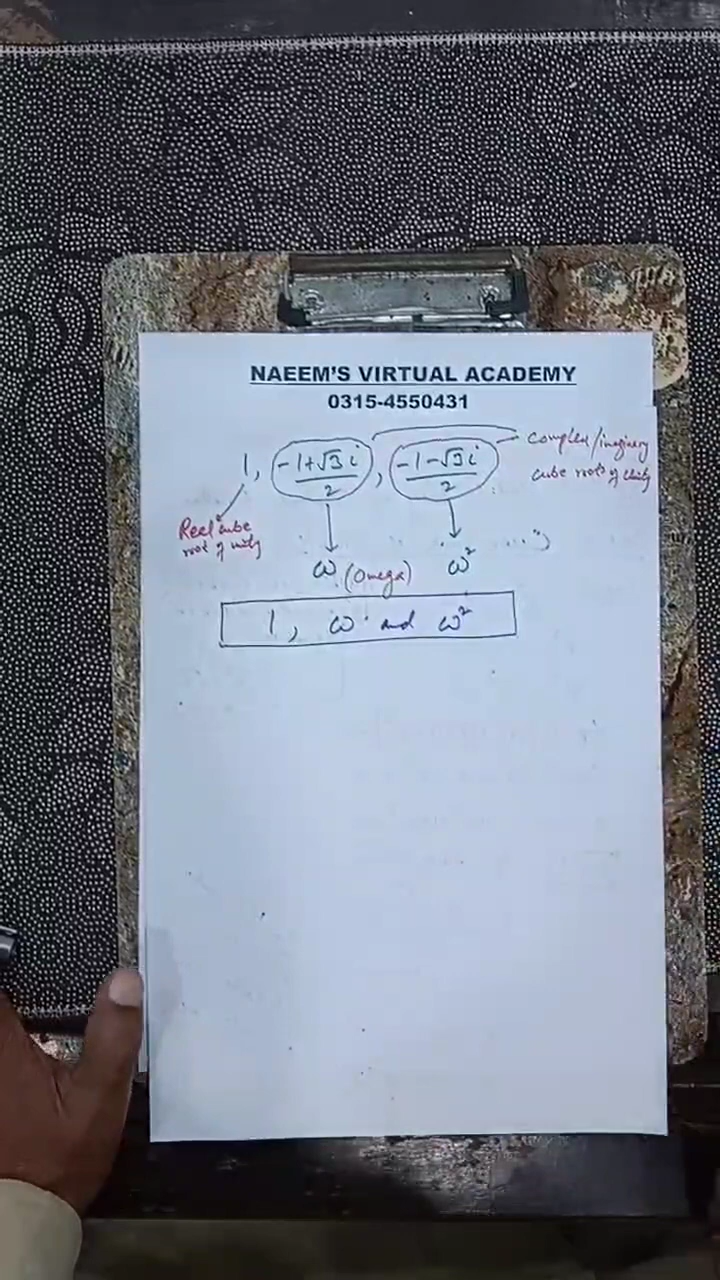 NAEEM'S VIRTUAL ACADEMY
0315-4550431
1, (-1+√3i)/2, (-1-√3i)/2
complex/imaginary
cube roots of unity
Real cube
root of unity
ω (Omega) ω²
1, ω and ω²